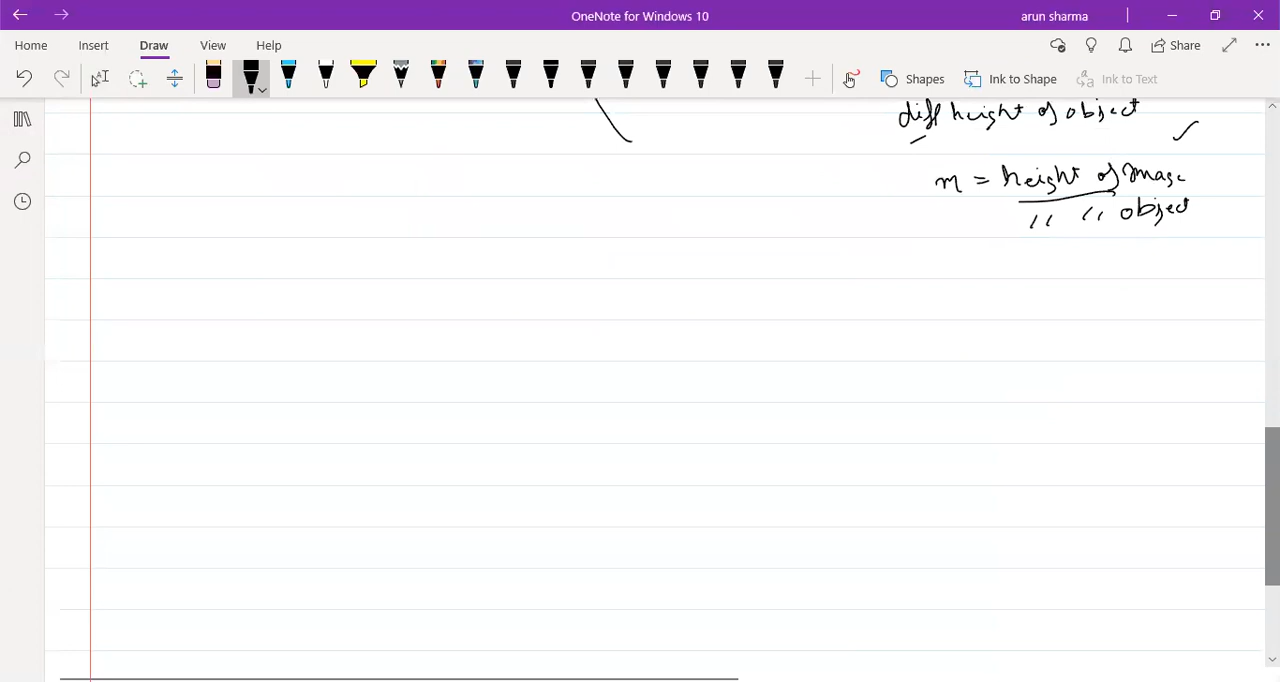 OneNote for Windows 10
arun sharma
Home Insert Draw View Help
Share
Shapes
Ink to Shape
Ink to Text
diff height of object
m = height of Image
〃 〃 object